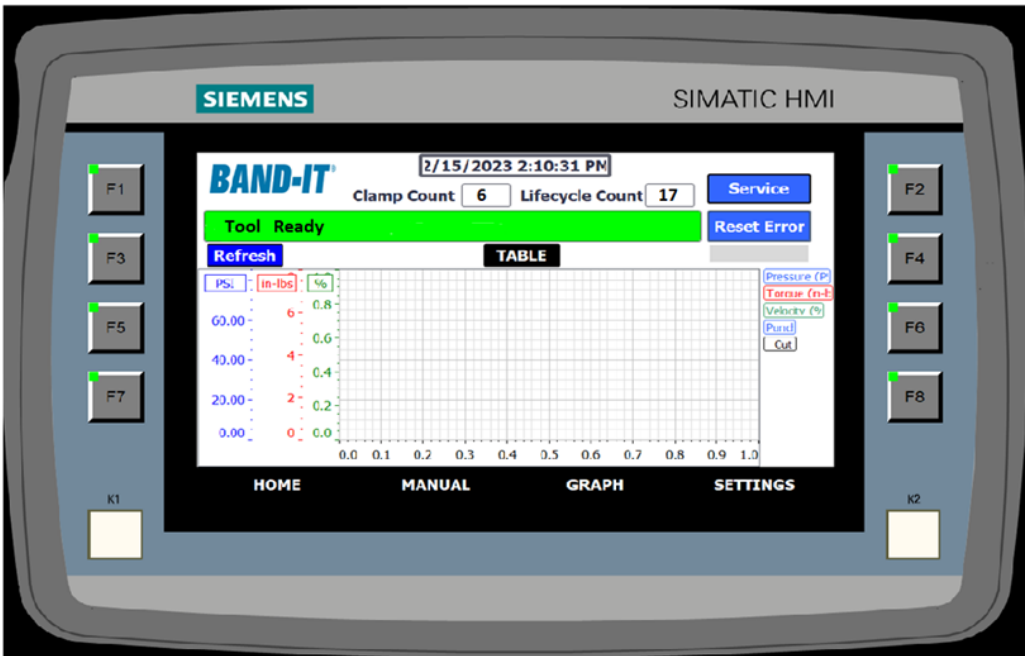 SIEMENS SIMATIC HMI
F1 F2
F3 F4
F5 F6
F7 F8
K1 K2
BAND-IT®
2/15/2023 2:10:31 PM
Clamp Count 6 Lifecycle Count 17 Service
Tool Ready Reset Error
Refresh TABLE
PSI in-lbs %
60.00 40.00 20.00 0.00
6 4 2 0
0.8 0.6 0.4 0.2 0.0
0.0 0.1 0.2 0.3 0.4 0.5 0.6 0.7 0.8 0.9 1.0
Pressure (P
Torque (in-l
Velocity (%
Cut
HOME MANUAL GRAPH SETTINGS